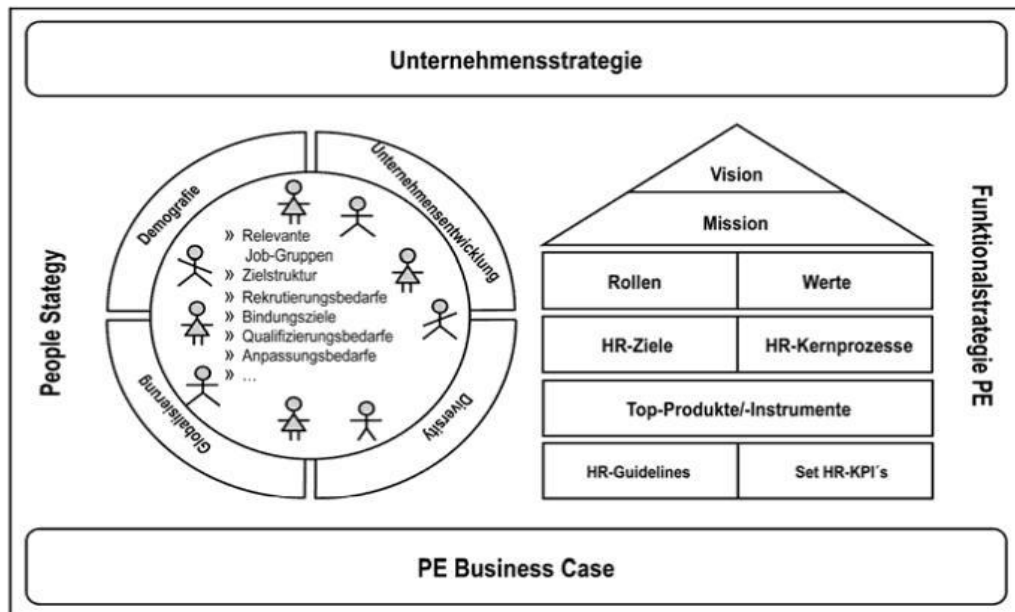 Unternehmensstrategie
People Stategy
Demografie
Unternehmensentwicklung
Globalisierung
Diversity
» Relevante
Job-Gruppen
» Zielstruktur
» Rekrutierungsbedarfe
» Bindungsziele
» Qualifizierungsbedarfe
» Anpassungsbedarfe
» ...
Vision
Mission
Rollen
Werte
HR-Ziele
HR-Kernprozesse
Top-Produkte/-Instrumente
HR-Guidelines
Set HR-KPI´s
Funktionalstrategie PE
PE Business Case